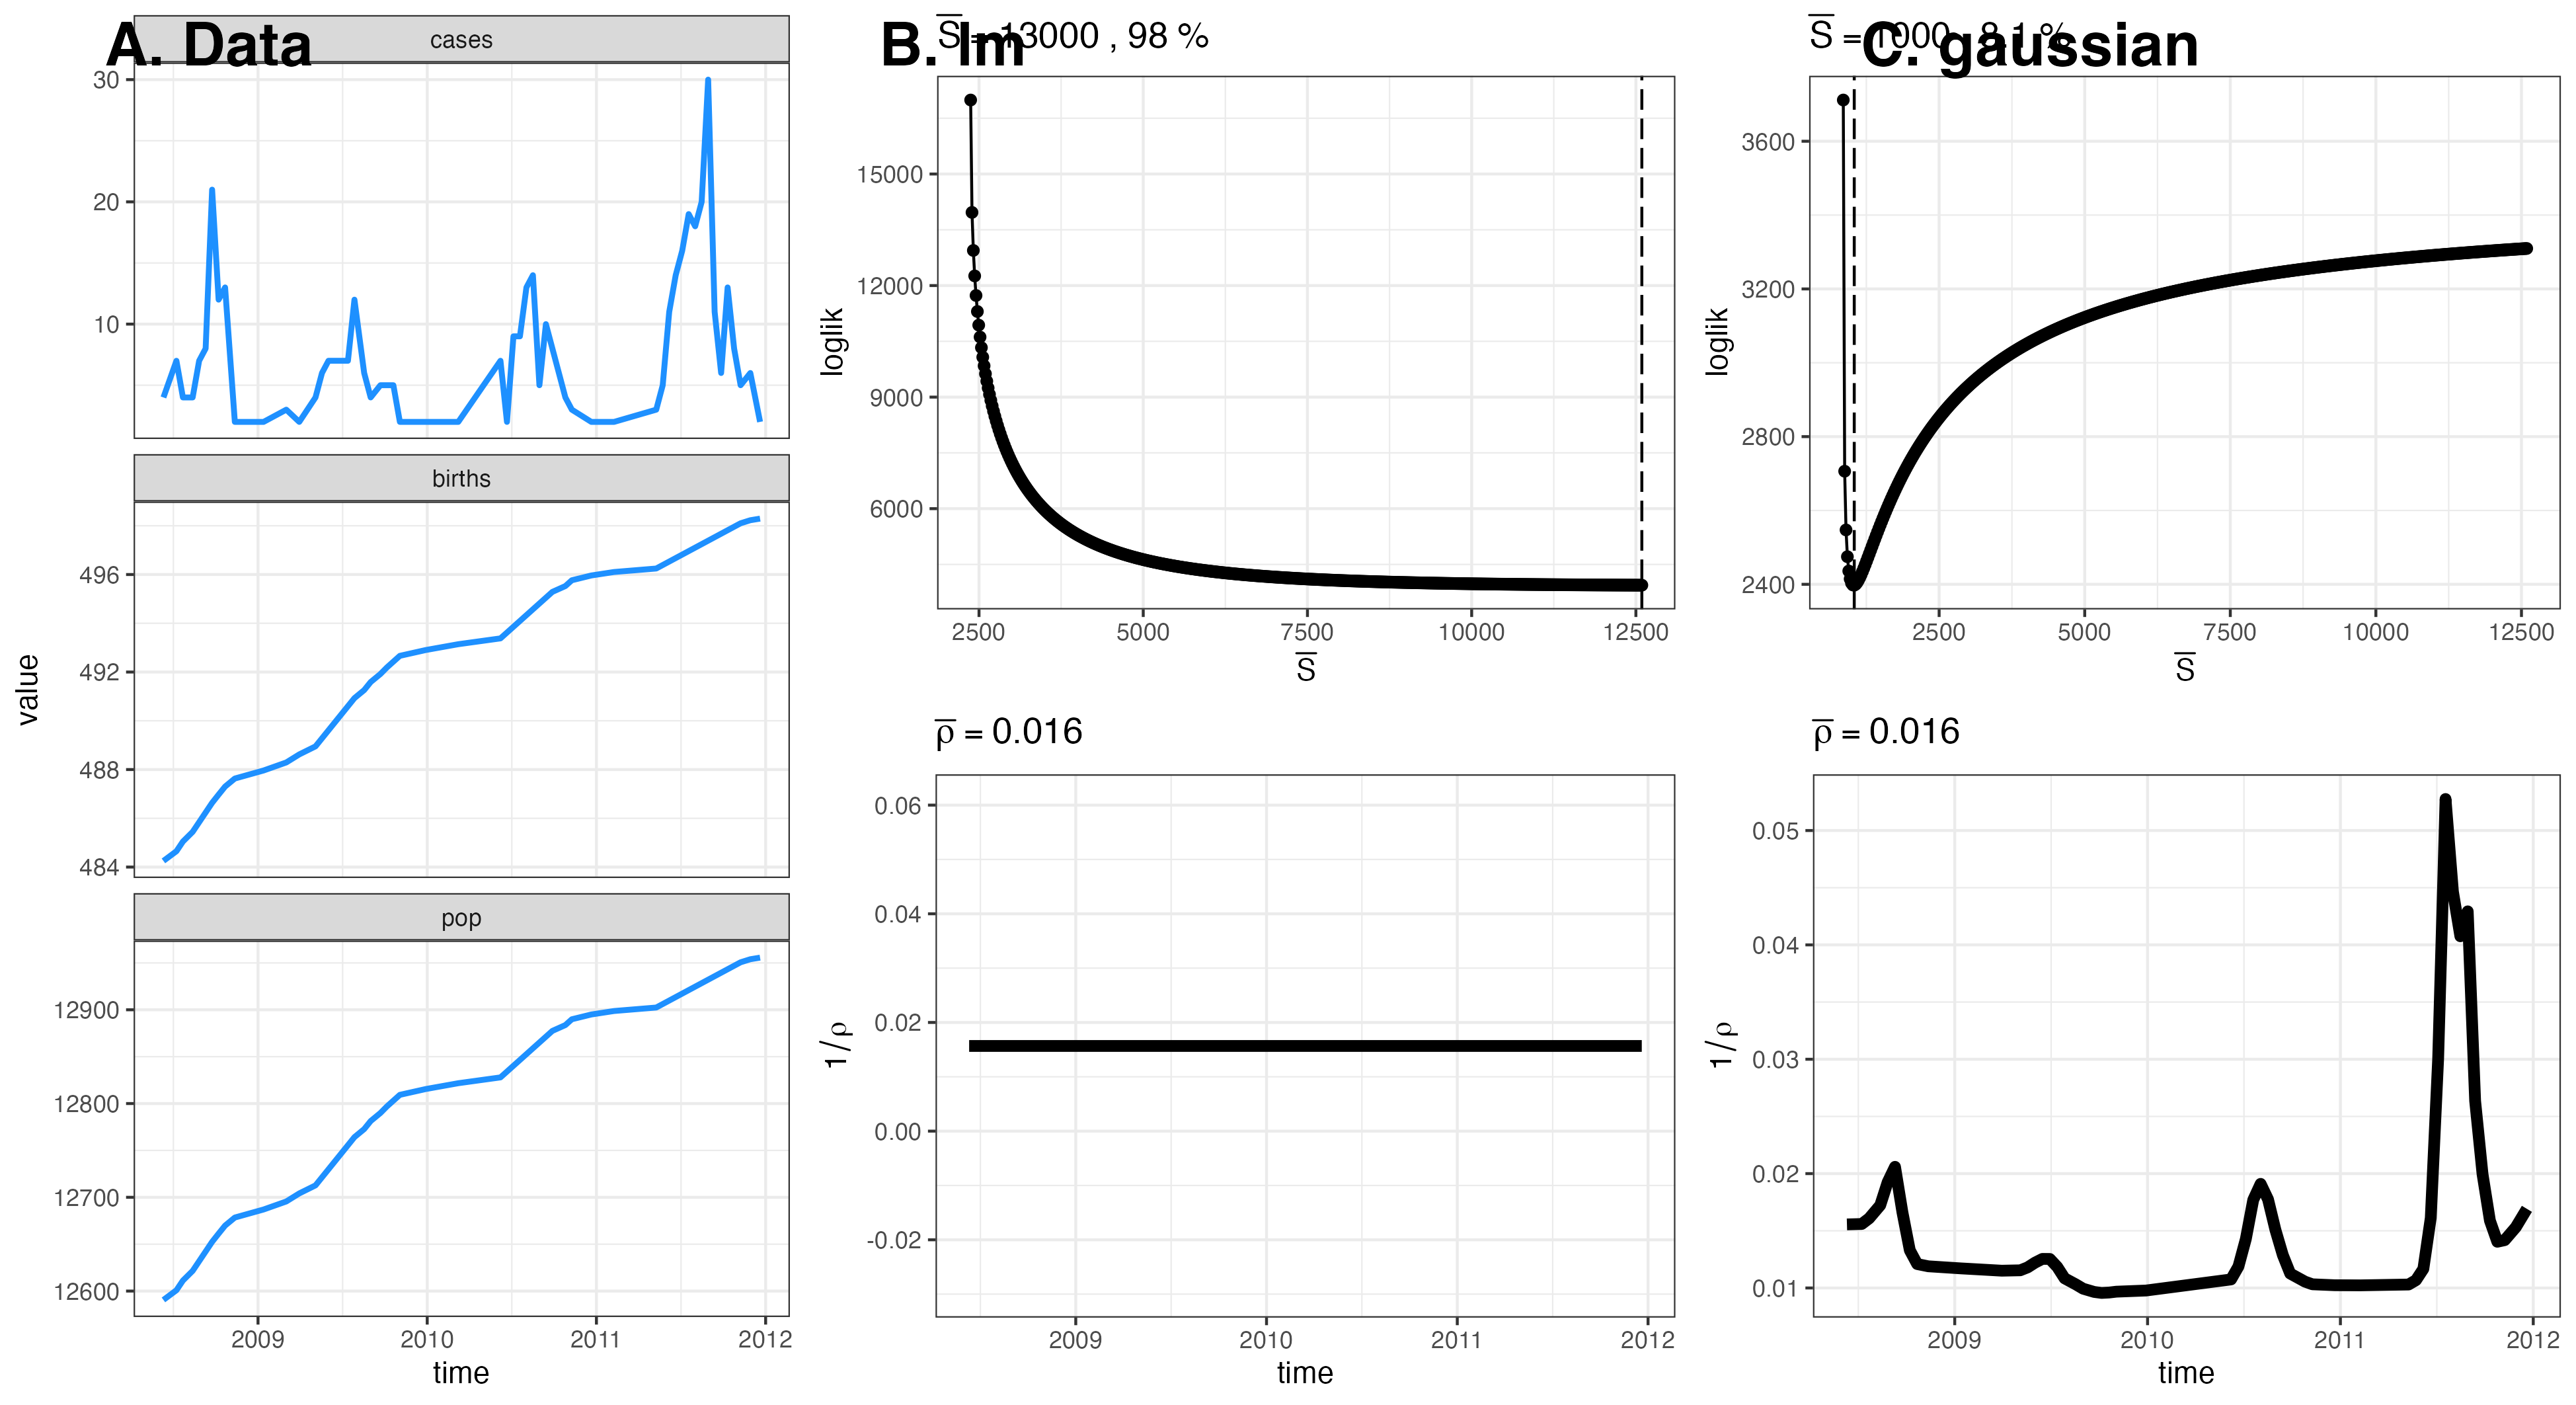 A. Data
cases
30
20
10
births
496
492
488
484
value
pop
12900
12800
12700
12600
2009 2010 2011 2012
time
B. lm
S̅ = 13000 , 98 %
15000
12000
9000
6000
loglik
2500 5000 7500 10000 12500
S̅
ρ̅ = 0.016
0.06
0.04
0.02
0.00
-0.02
1/ρ
2009 2010 2011 2012
time
C. gaussian
S̅ = 1000 , 8.1 %
3600
3200
2800
2400
loglik
2500 5000 7500 10000 12500
S̅
ρ̅ = 0.016
0.05
0.04
0.03
0.02
0.01
1/ρ
2009 2010 2011 2012
time